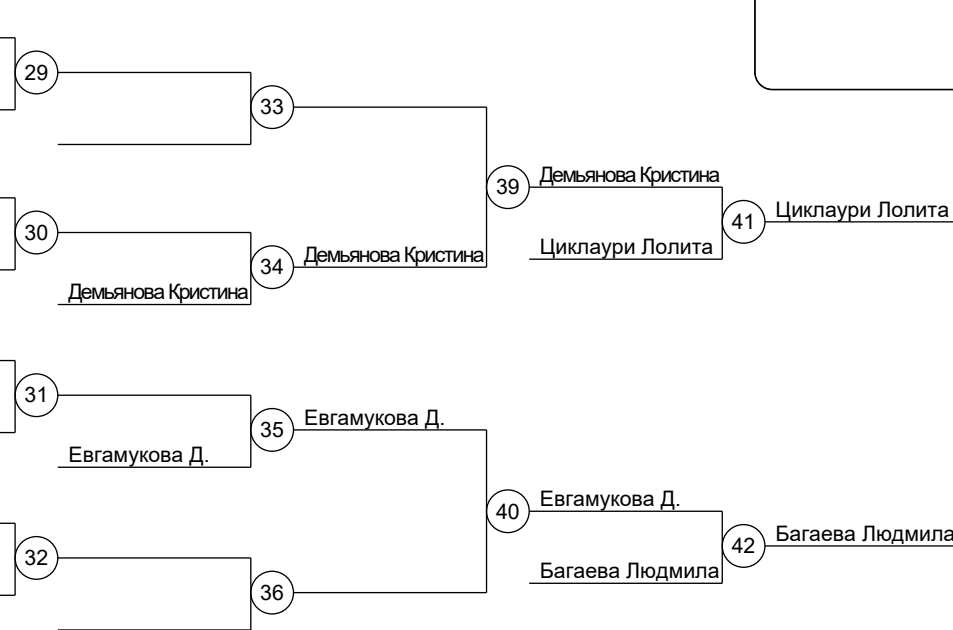 29
33
39
Демьянова Кристина
41
Циклаури Лолита
Циклаури Лолита
30
34
Демьянова Кристина
Демьянова Кристина
31
35
Евгамукова Д.
Евгамукова Д.
40
Евгамукова Д.
42
Багаева Людмила
Багаева Людмила
32
36